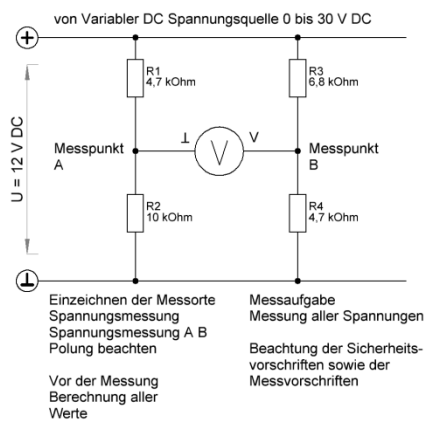 von Variabler DC Spannungsquelle 0 bis 30 V DC
+
R1
4,7 kOhm
R3
6,8 kOhm
U = 12 V DC
Messpunkt
A
⊥
V
V
Messpunkt
B
R2
10 kOhm
R4
4,7 kOhm
⊥
Einzeichnen der Messorte
Spannungsmessung
Spannungsmessung A B
Polung beachten
Vor der Messung
Berechnung aller
Werte
Messaufgabe
Messung aller Spannungen
Beachtung der Sicherheits-
vorschriften sowie der
Messvorschriften